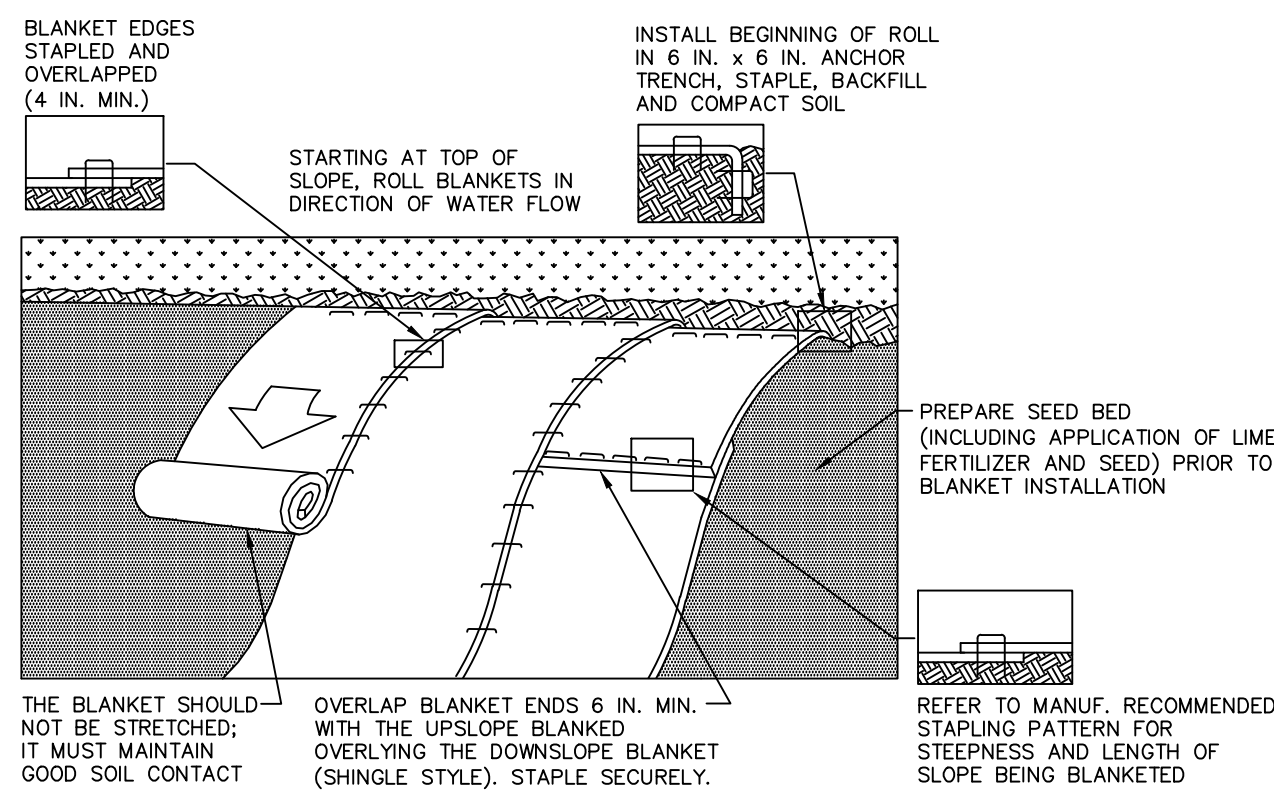 BLANKET EDGES
STAPLED AND
OVERLAPPED
(4 IN. MIN.)
INSTALL BEGINNING OF ROLL
IN 6 IN. x 6 IN. ANCHOR
TRENCH, STAPLE, BACKFILL
AND COMPACT SOIL
STARTING AT TOP OF
SLOPE, ROLL BLANKETS IN
DIRECTION OF WATER FLOW
PREPARE SEED BED
(INCLUDING APPLICATION OF LIME
FERTILIZER AND SEED) PRIOR TO
BLANKET INSTALLATION
THE BLANKET SHOULD
NOT BE STRETCHED;
IT MUST MAINTAIN
GOOD SOIL CONTACT
OVERLAP BLANKET ENDS 6 IN. MIN.
WITH THE UPSLOPE BLANKED
OVERLYING THE DOWNSLOPE BLANKET
(SHINGLE STYLE). STAPLE SECURELY.
REFER TO MANUF. RECOMMENDED
STAPLING PATTERN FOR
STEEPNESS AND LENGTH OF
SLOPE BEING BLANKETED